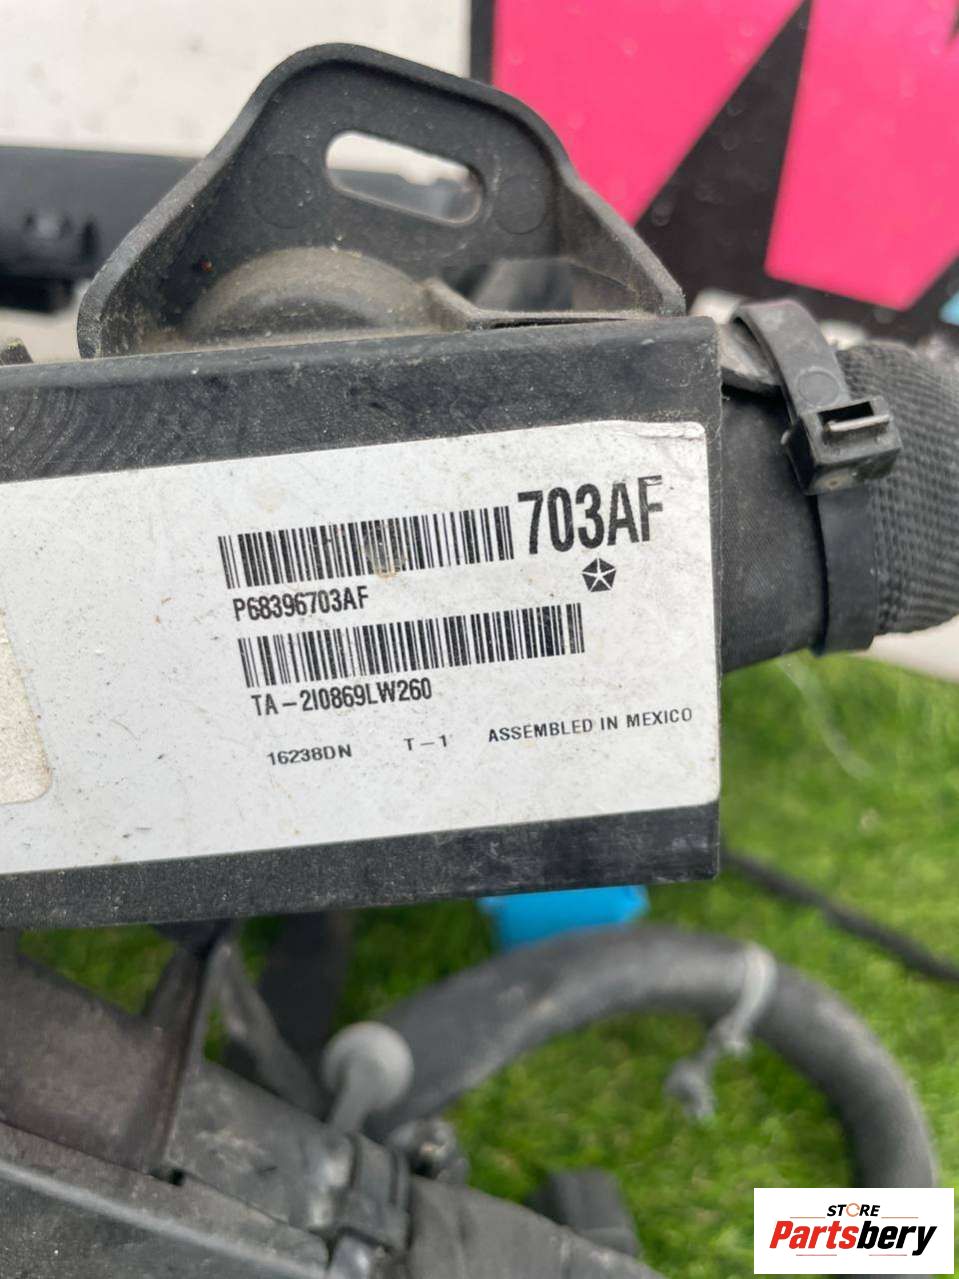 703AF
P68396703AF
TA-2I0869LW260
16238DN T-1 ASSEMBLED IN MEXICO
STORE
Partsbery